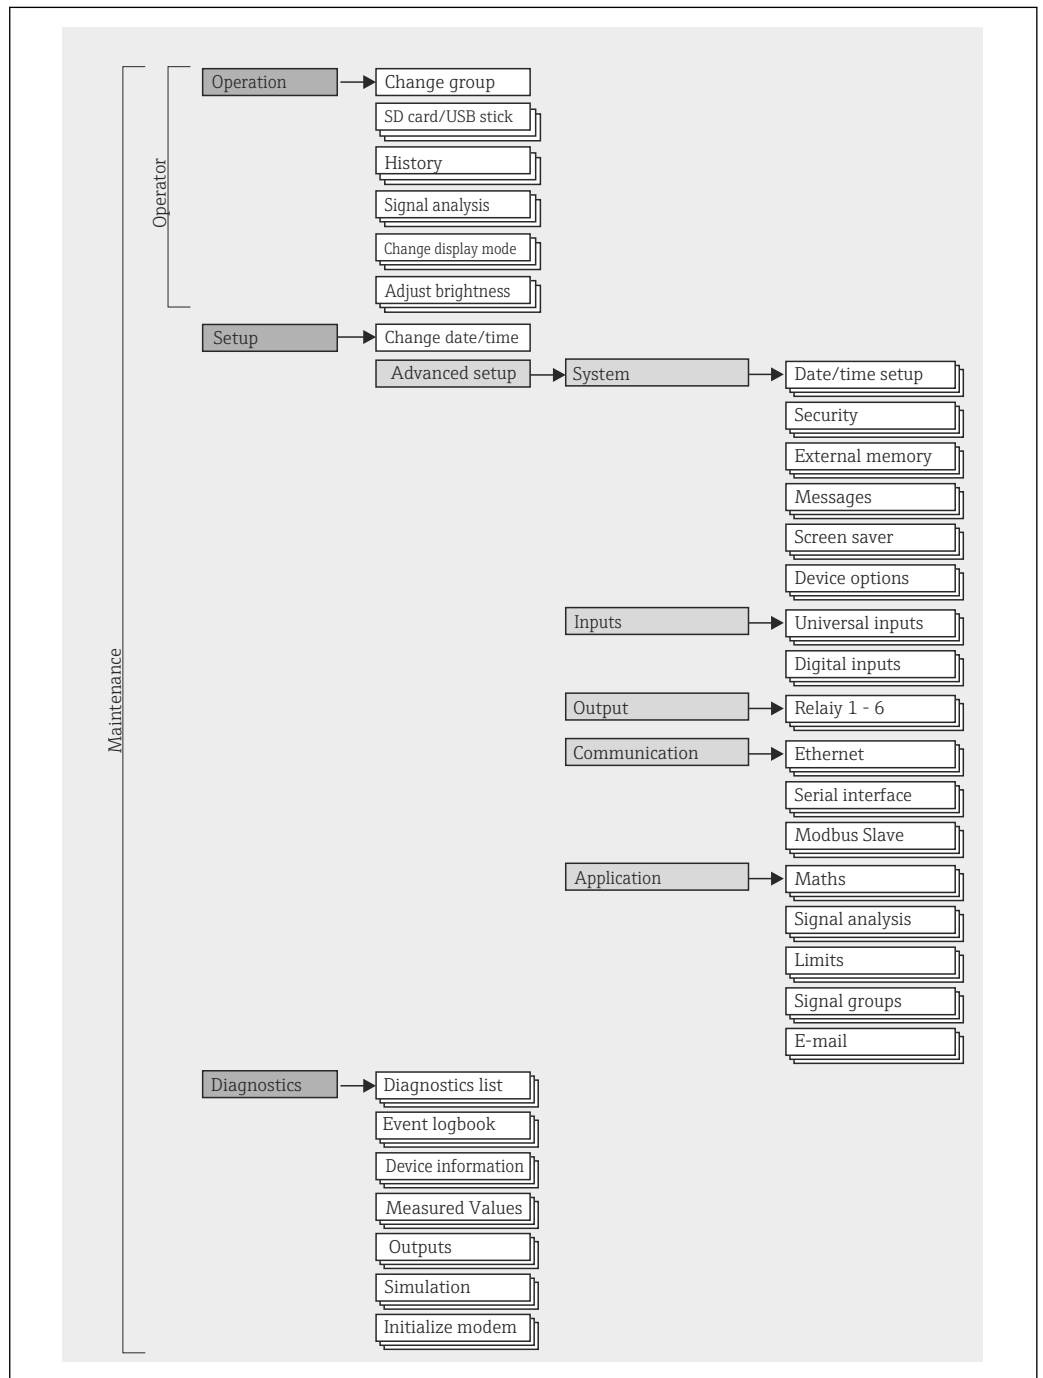 Maintenance
Operator
Operation
Change group
SD card/USB stick
History
Signal analysis
Change display mode
Adjust brightness
Setup
Change date/time
Advanced setup
System
Date/time setup
Security
External memory
Messages
Screen saver
Device options
Inputs
Universal inputs
Digital inputs
Output
Relaiy 1 - 6
Communication
Ethernet
Serial interface
Modbus Slave
Application
Maths
Signal analysis
Limits
Signal groups
E-mail
Diagnostics
Diagnostics list
Event logbook
Device information
Measured Values
Outputs
Simulation
Initialize modem